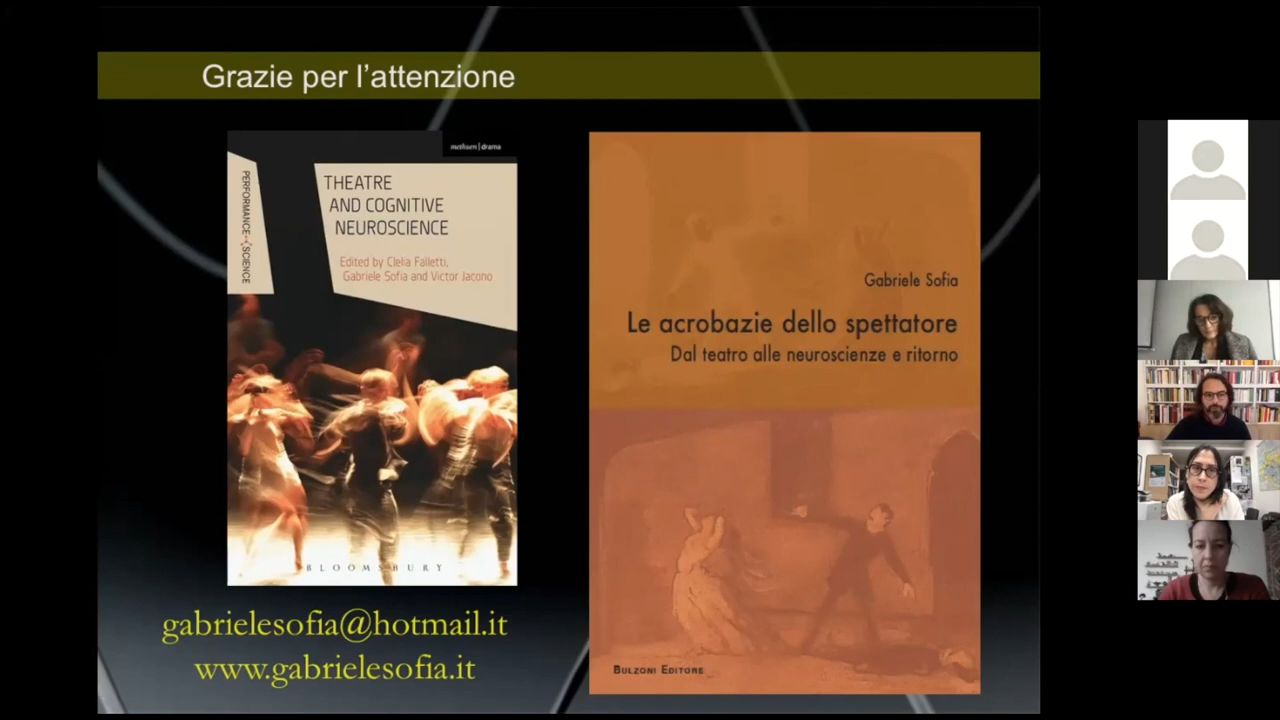 Grazie per l’attenzione
methuen | drama
PERFORMANCE + SCIENCE
THEATRE
AND COGNITIVE
NEUROSCIENCE
Edited by Clelia Falletti,
Gabriele Sofia and Victor Jacono
BLOOMSBURY
Gabriele Sofia
Le acrobazie dello spettatore
Dal teatro alle neuroscienze e ritorno
BULZONI EDITORE
gabrielesofia@hotmail.it
www.gabrielesofia.it